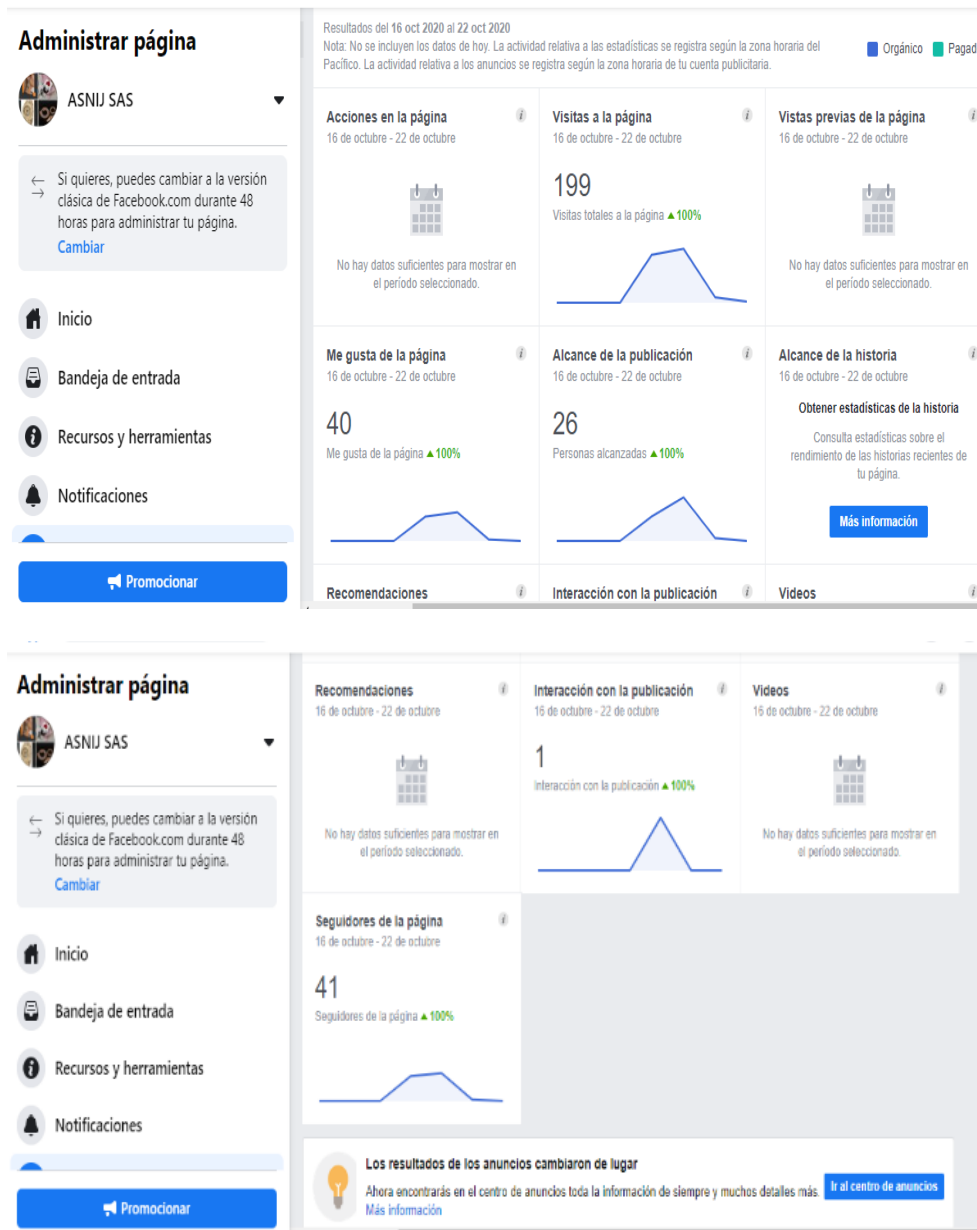 Administrar página
ASNIJ SAS
Si quieres, puedes cambiar a la versión
clásica de Facebook.com durante 48
horas para administrar tu página.
Cambiar
Inicio
Bandeja de entrada
Recursos y herramientas
Notificaciones
Promocionar
Resultados del 16 oct 2020 al 22 oct 2020
Nota: No se incluyen los datos de hoy. La actividad relativa a las estadísticas se registra según la zona horaria del
Pacífico. La actividad relativa a los anuncios se registra según la zona horaria de tu cuenta publicitaria.
Orgánico Pagad
Acciones en la página
16 de octubre - 22 de octubre
No hay datos suficientes para mostrar en
el período seleccionado.
Visitas a la página
16 de octubre - 22 de octubre
199
Visitas totales a la página ▲100%
Vistas previas de la página
16 de octubre - 22 de octubre
No hay datos suficientes para mostrar en
el período seleccionado.
Me gusta de la página
16 de octubre - 22 de octubre
40
Me gusta de la página ▲100%
Alcance de la publicación
16 de octubre - 22 de octubre
26
Personas alcanzadas ▲100%
Alcance de la historia
16 de octubre - 22 de octubre
Obtener estadísticas de la historia
Consulta estadísticas sobre el
rendimiento de las historias recientes de
tu página.
Más información
Recomendaciones
Interacción con la publicación
Videos
Administrar página
ASNIJ SAS
Si quieres, puedes cambiar a la versión
clásica de Facebook.com durante 48
horas para administrar tu página.
Cambiar
Inicio
Bandeja de entrada
Recursos y herramientas
Notificaciones
Promocionar
Recomendaciones
16 de octubre - 22 de octubre
No hay datos suficientes para mostrar en
el período seleccionado.
Interacción con la publicación
16 de octubre - 22 de octubre
1
Interacción con la publicación ▲100%
Videos
16 de octubre - 22 de octubre
No hay datos suficientes para mostrar en
el período seleccionado.
Seguidores de la página
16 de octubre - 22 de octubre
41
Seguidores de la página ▲100%
Los resultados de los anuncios cambiaron de lugar
Ahora encontrarás en el centro de anuncios toda la información de siempre y muchos detalles más.
Más información
Ir al centro de anuncios